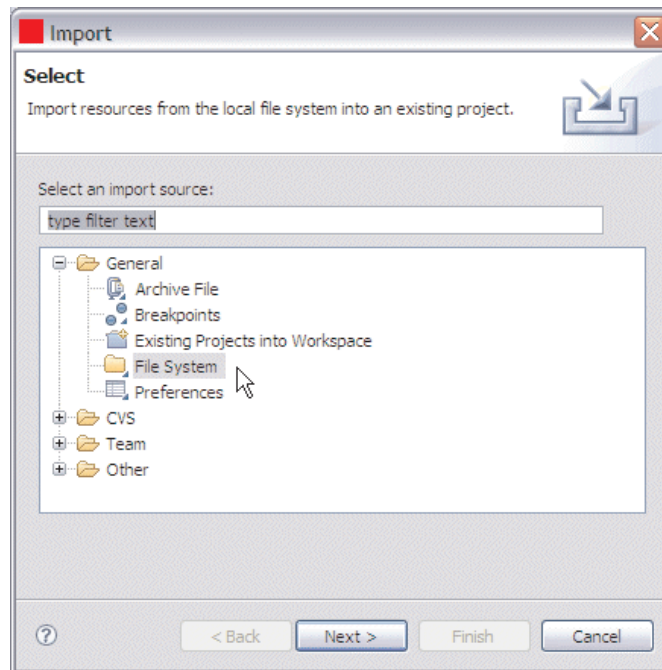 Import
Select
Import resources from the local file system into an existing project.
Select an import source:
type filter text
General
Archive File
Breakpoints
Existing Projects into Workspace
File System
Preferences
CVS
Team
Other
? < Back Next > Finish Cancel